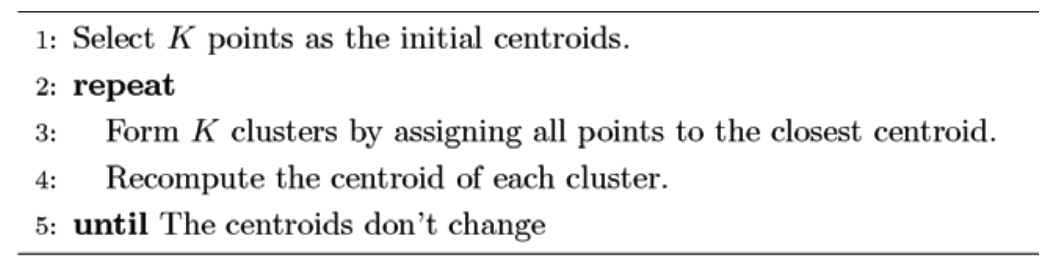 1: Select K points as the initial centroids.
2: repeat
3: Form K clusters by assigning all points to the closest centroid.
4: Recompute the centroid of each cluster.
5: until The centroids don't change